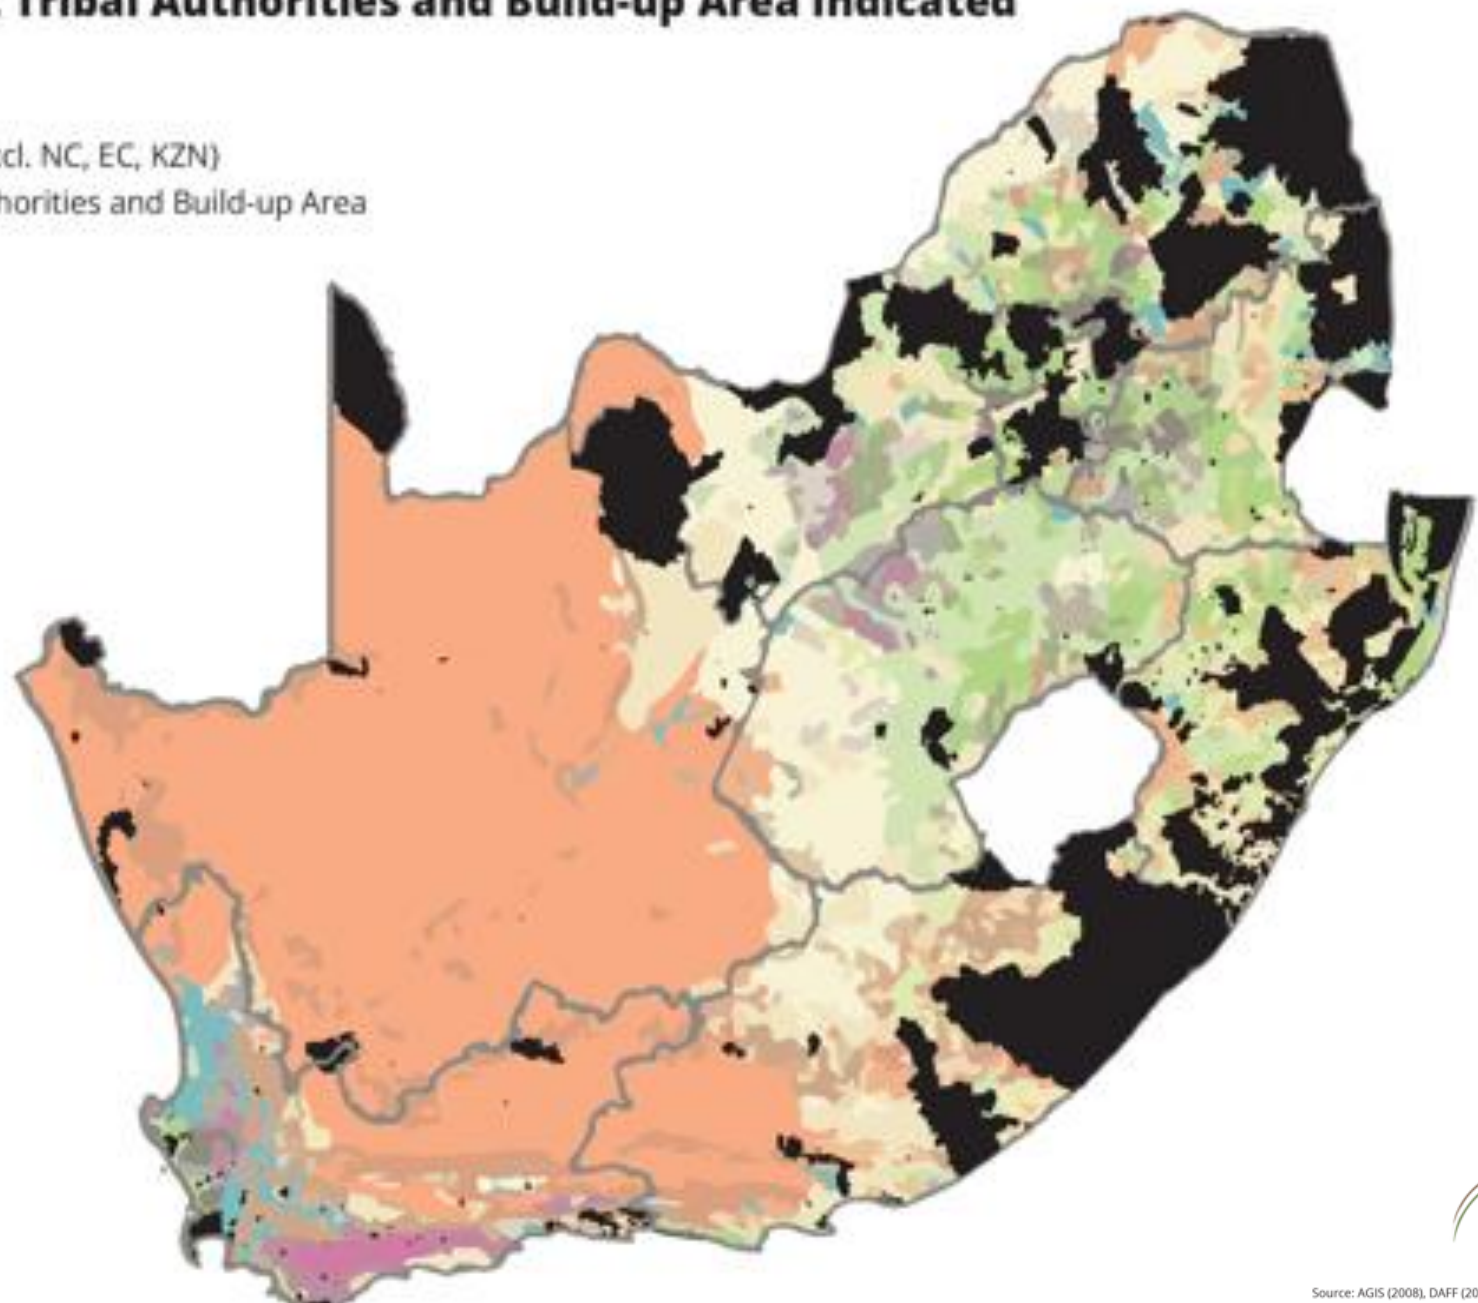 Tribal Authorities and Build-up Area Indicated
cl. NC, EC, KZN)
horities and Build-up Area
Source: AGIS (2008), DAFF (20